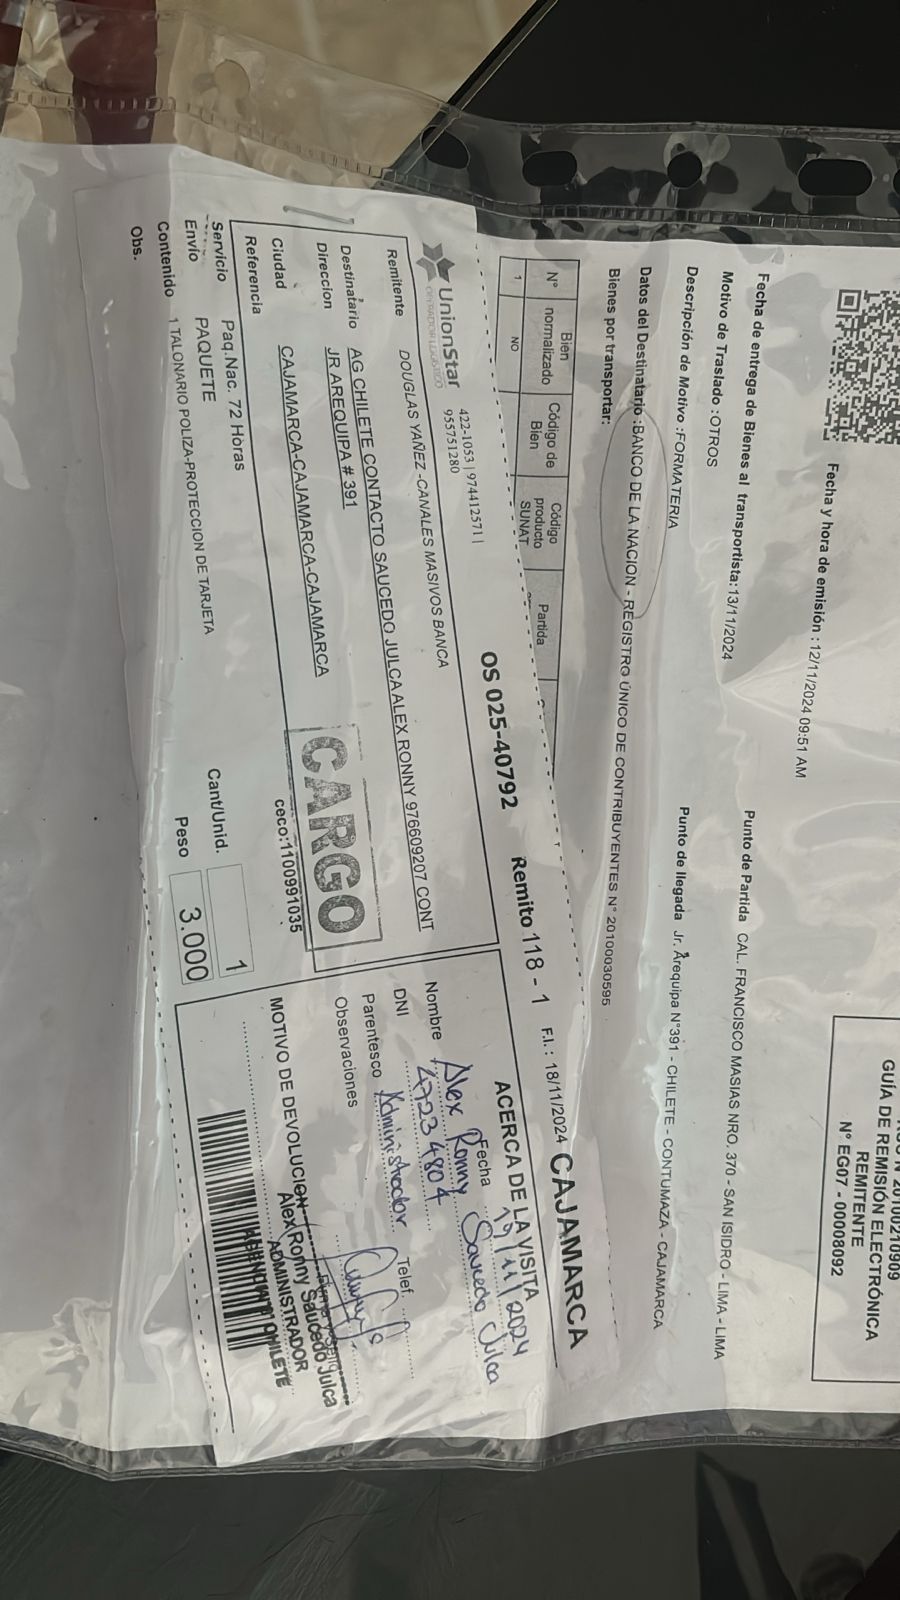 GUÍA DE REMISIÓN ELECTRÓNICA
REMITENTE
N° EG07 - 00008092
Fecha y hora de emisión : 12/11/2024 09:51 AM
Fecha de entrega de Bienes al transportista:13/11/2024
Punto de Partida CAL. FRANCISCO MASIAS NRO. 370 - SAN ISIDRO - LIMA - LIMA
Motivo de Traslado :OTROS
Descripción de Motivo :FORMATERIA
Punto de llegada Jr. Arequipa N°391 - CHILETE - CONTUMAZA - CAJAMARCA
Datos del Destinatario :BANCO DE LA NACION - REGISTRO ÚNICO DE CONTRIBUYENTES N° 20100030595
Bienes por transportar:
N° Bien normalizado Código de Bien Código producto SUNAT Partida
1 NO
OS 025-40792 Remito 118 - 1 F.I.: 18/11/2024 CAJAMARCA
UnionStar
OPERADOR LOGISTICO
422-1053 | 974412571 |
955751280
Remitente DOUGLAS YAÑEZ -CANALES MASIVOS BANCA
Destinatario AG CHILETE CONTACTO SAUCEDO JULCA ALEX RONNY 976609207 CONT
Direccion JR AREQUIPA # 391
Ciudad CAJAMARCA-CAJAMARCA-CAJAMARCA
Referencia
CARGO
ceco:1100991035
Servicio Paq.Nac. 72 Horas
Envío PAQUETE
Contenido 1 TALONARIO POLIZA-PROTECCION DE TARJETA
Obs.
Cant/Unid. 1
Peso 3.000
ACERCA DE LA VISITA
Fecha 19/11/2024
Nombre Alex Ronny Saucedo Julca
DNI 47234804
Telef
Parentesco Administrador
Observaciones
Alex Ronny Saucedo Julca
ADMINISTRADOR
CHILETE
MOTIVO DE DEVOLUCION